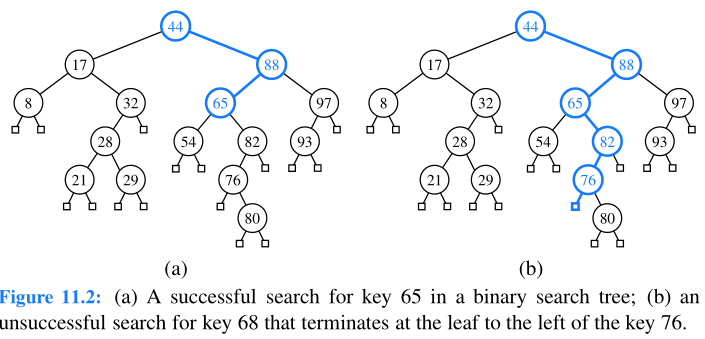 44 44
17 88 17 88
8 32 65 97 8 32 65 97
28 54 82 93 28 54 82 93
21 29 76 21 29 76
80 80
(a) (b)
Figure 11.2: (a) A successful search for key 65 in a binary search tree; (b) an
unsuccessful search for key 68 that terminates at the leaf to the left of the key 76.